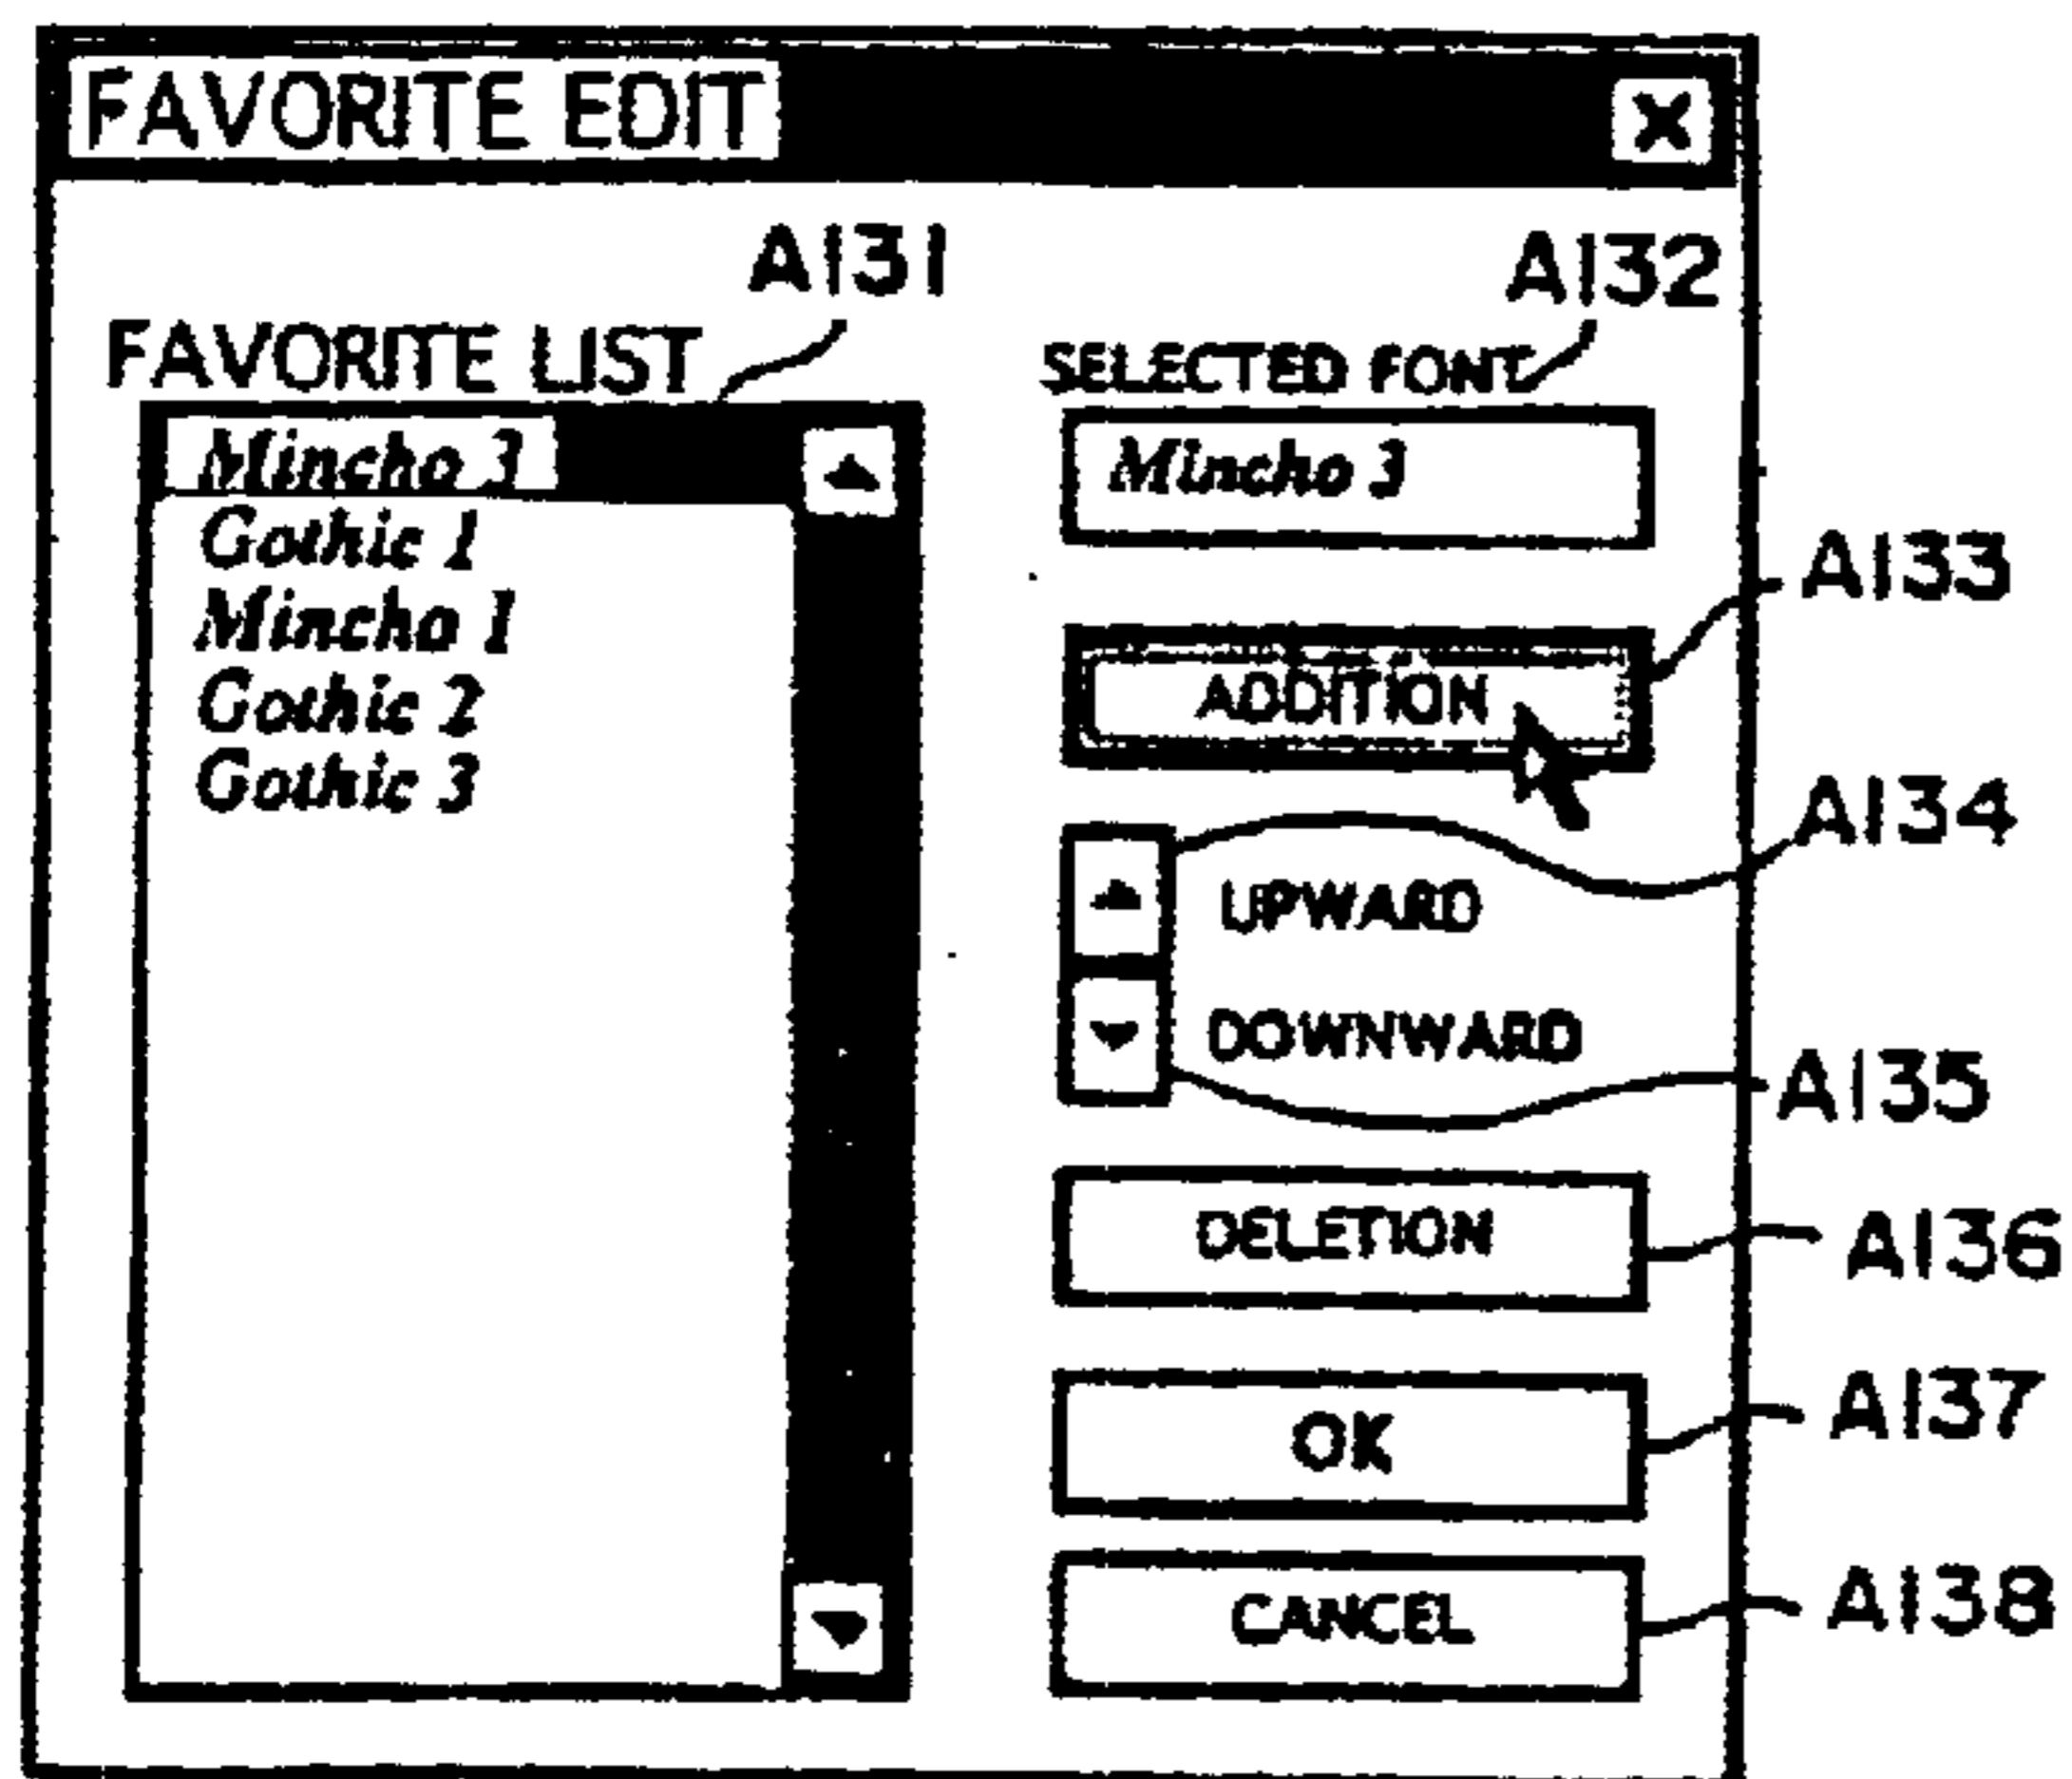 FAVORITE EDIT
A131
A132
FAVORITE LIST
SELECTED FONT
Mincho 3
Gothic 1
Mincho 1
Gothic 2
Gothic 3
Mincho 3
A133
ADDITION
A134
UPWARD
DOWNWARD
A135
DELETION
A136
OK
A137
CANCEL
A138